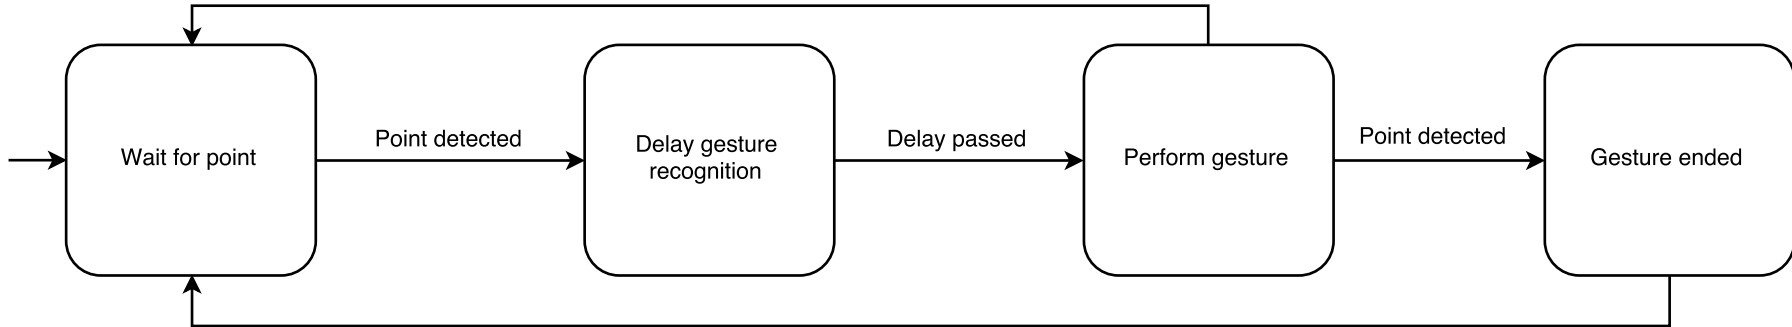 Wait for point
Point detected
Delay gesture
recognition
Delay passed
Perform gesture
Point detected
Gesture ended